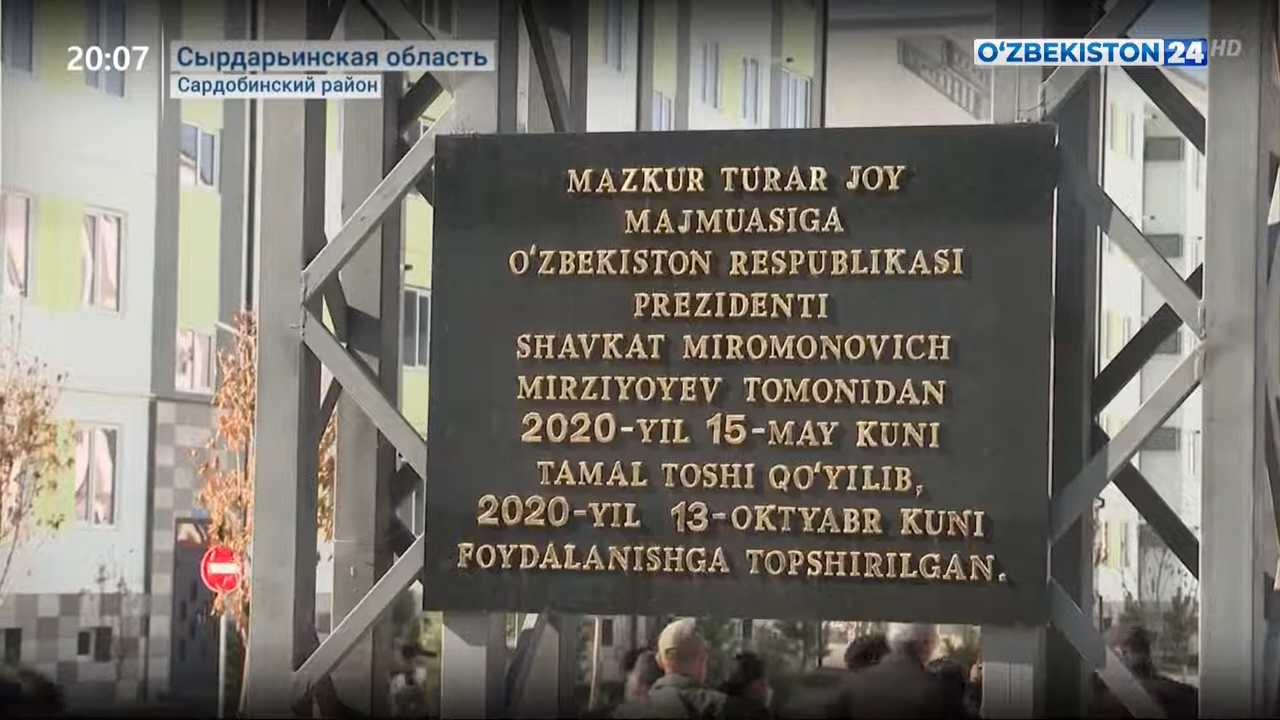 20:07
Сырдарьинская область
Сардобинский район
O‘ZBEKISTON 24 HD
MAZKUR TURAR JOY
MAJMUASIGA
O‘ZBEKISTON RESPUBLIKASI
PREZIDENTI
SHAVKAT MIROMONOVICH
MIRZIYOYEV TOMONIDAN
2020-YIL 15-MAY KUNI
TAMAL TOSHI QO‘YILIB,
2020-YIL 13-OKTYABR KUNI
FOYDALANISHGA TOPSHIRILGAN.